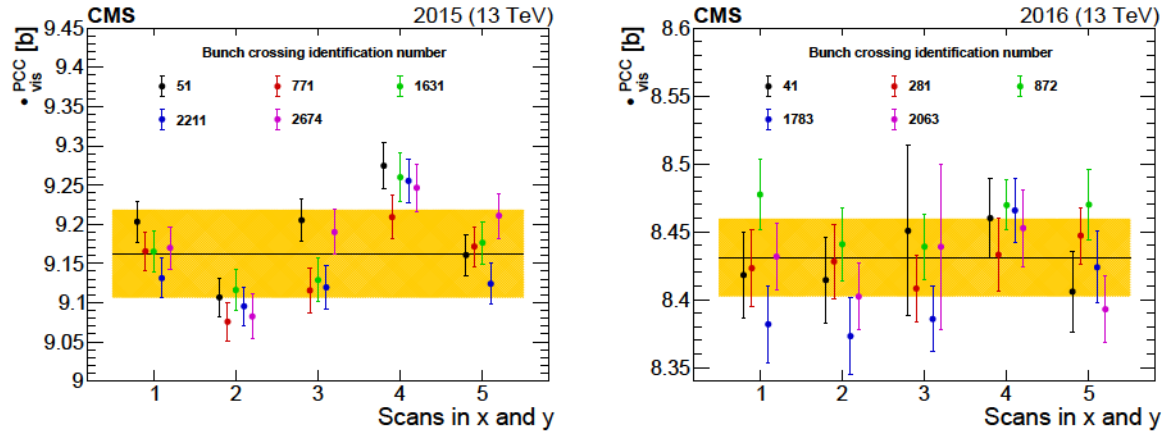 CMS 2015 (13 TeV)
• PCC vis [b]
Bunch crossing identification number
51 771 1631
2211 2674
9.45
9.4
9.35
9.3
9.25
9.2
9.15
9.1
9.05
9
1 2 3 4 5
Scans in x and y
CMS 2016 (13 TeV)
• PCC vis [b]
Bunch crossing identification number
41 281 872
1783 2063
8.6
8.55
8.5
8.45
8.4
8.35
1 2 3 4 5
Scans in x and y